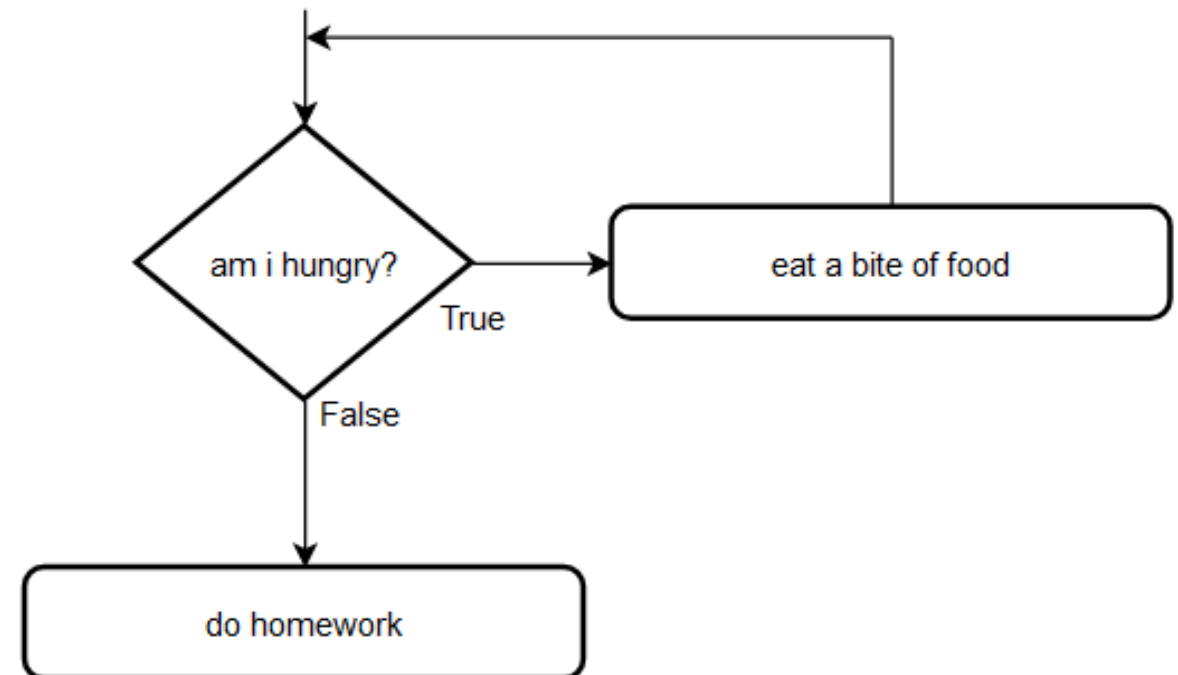 am i hungry?
eat a bite of food
True
False
do homework